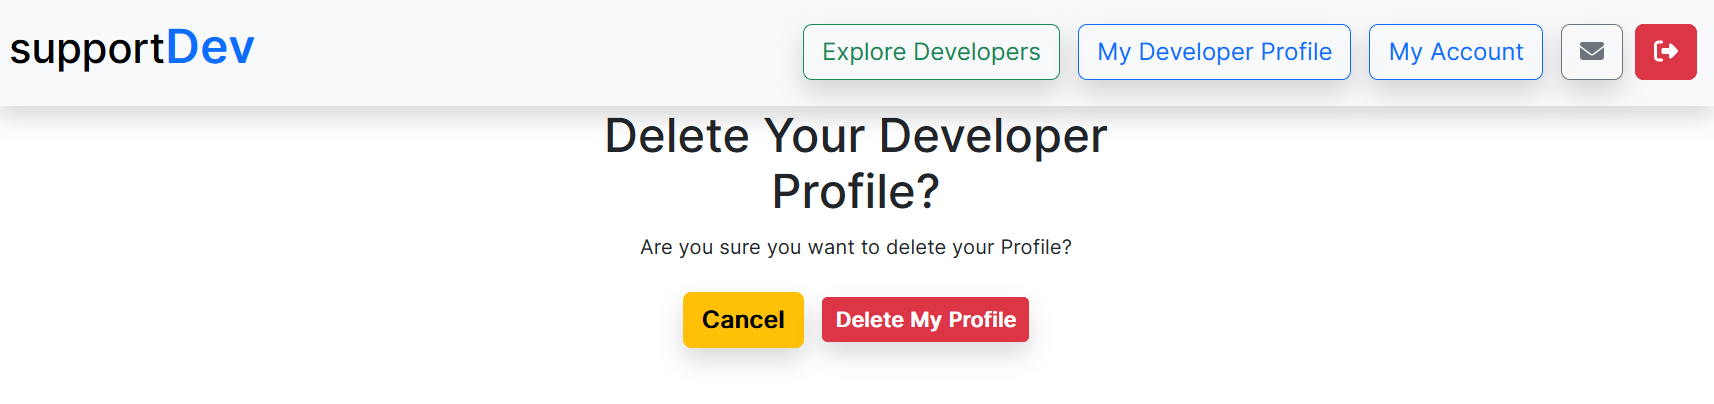 supportDev
Explore Developers
My Developer Profile
My Account
Delete Your Developer
Profile?
Are you sure you want to delete your Profile?
Cancel
Delete My Profile